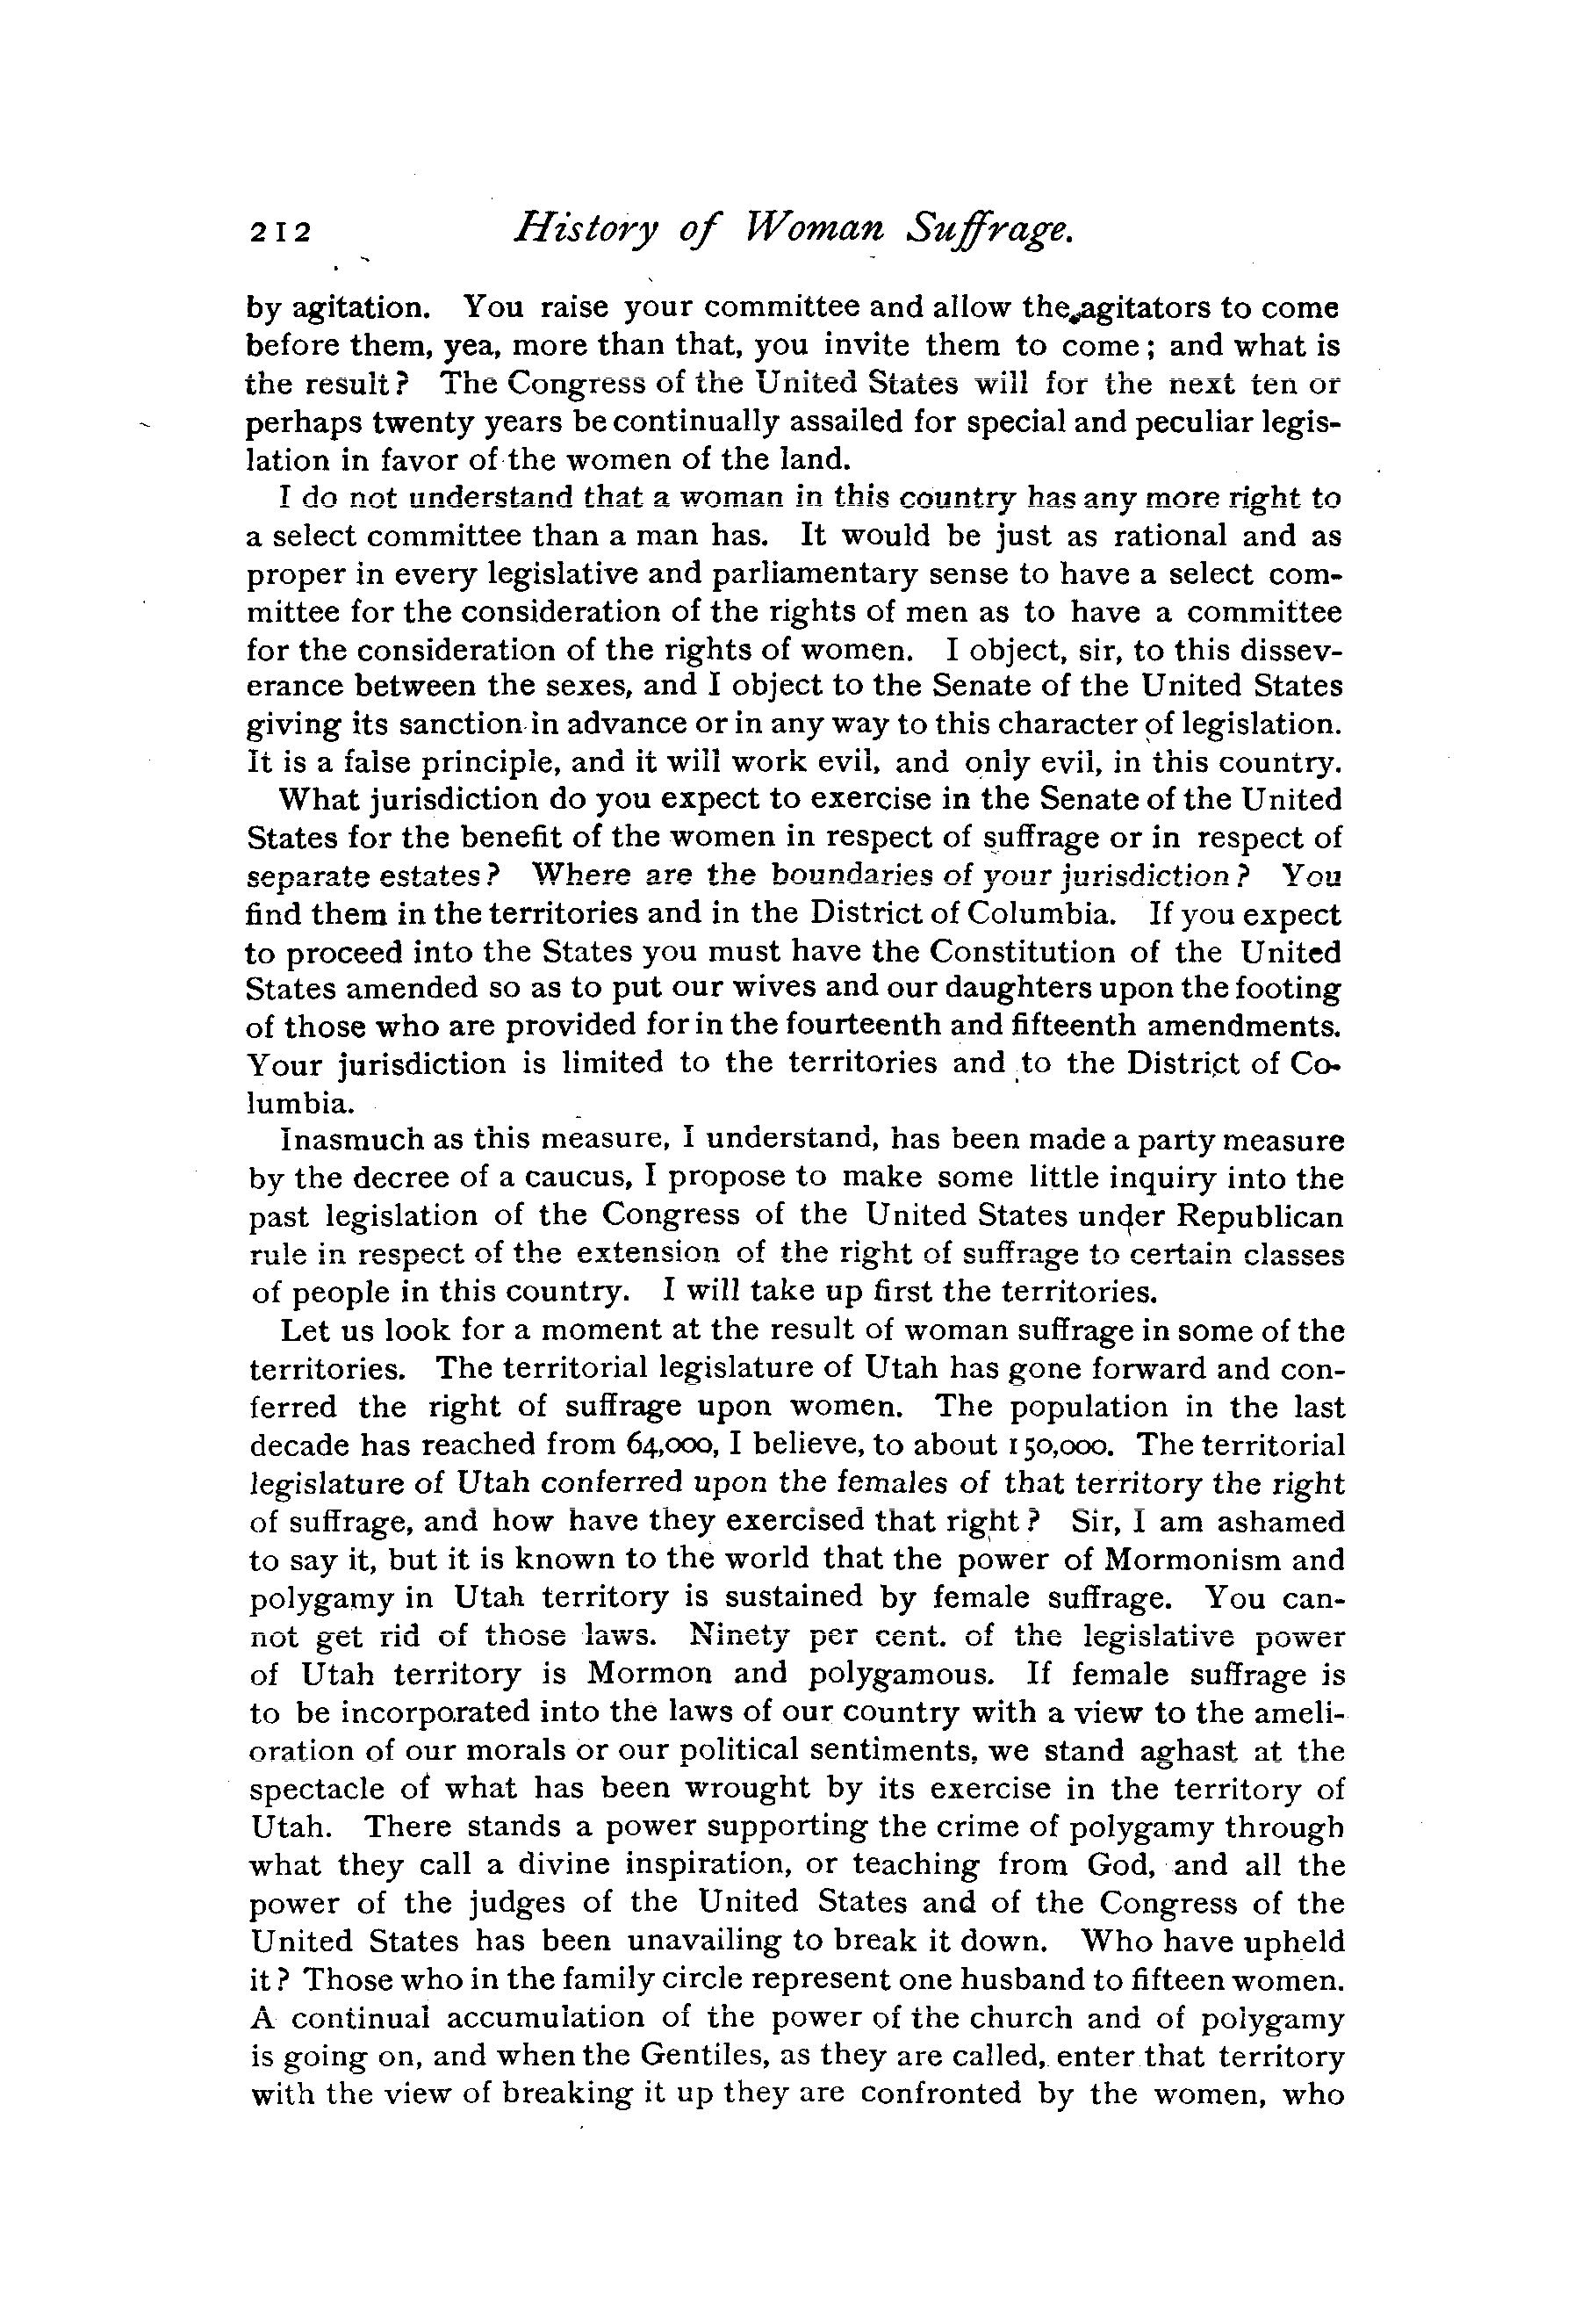 212 History of Woman Suffrage.
by agitation. You raise your committee and allow the agitators to come
before them, yea, more than that, you invite them to come; and what is
the result? The Congress of the United States will for the next ten or
perhaps twenty years be continually assailed for special and peculiar legis-
lation in favor of the women of the land.
I do not understand that a woman in this country has any more right to
a select committee than a man has. It would be just as rational and as
proper in every legislative and parliamentary sense to have a select com-
mittee for the consideration of the rights of men as to have a committee
for the consideration of the rights of women. I object, sir, to this dissev-
erance between the sexes, and I object to the Senate of the United States
giving its sanction in advance or in any way to this character of legislation.
It is a false principle, and it will work evil, and only evil, in this country.
What jurisdiction do you expect to exercise in the Senate of the United
States for the benefit of the women in respect of suffrage or in respect of
separate estates? Where are the boundaries of your jurisdiction? You
find them in the territories and in the District of Columbia. If you expect
to proceed into the States you must have the Constitution of the United
States amended so as to put our wives and our daughters upon the footing
of those who are provided for in the fourteenth and fifteenth amendments.
Your jurisdiction is limited to the territories and to the District of Co-
lumbia.
Inasmuch as this measure, I understand, has been made a party measure
by the decree of a caucus, I propose to make some little inquiry into the
past legislation of the Congress of the United States under Republican
rule in respect of the extension of the right of suffrage to certain classes
of people in this country. I will take up first the territories.
Let us look for a moment at the result of woman suffrage in some of the
territories. The territorial legislature of Utah has gone forward and con-
ferred the right of suffrage upon women. The population in the last
decade has reached from 64,000, I believe, to about 150,000. The territorial
legislature of Utah conferred upon the females of that territory the right
of suffrage, and how have they exercised that right? Sir, I am ashamed
to say it, but it is known to the world that the power of Mormonism and
polygamy in Utah territory is sustained by female suffrage. You can-
not get rid of those laws. Ninety per cent. of the legislative power
of Utah territory is Mormon and polygamous. If female suffrage is
to be incorporated into the laws of our country with a view to the ameli-
oration of our morals or our political sentiments, we stand aghast at the
spectacle of what has been wrought by its exercise in the territory of
Utah. There stands a power supporting the crime of polygamy through
what they call a divine inspiration, or teaching from God, and all the
power of the judges of the United States and of the Congress of the
United States has been unavailing to break it down. Who have upheld
it? Those who in the family circle represent one husband to fifteen women.
A continual accumulation of the power of the church and of polygamy
is going on, and when the Gentiles, as they are called, enter that territory
with the view of breaking it up they are confronted by the women, who